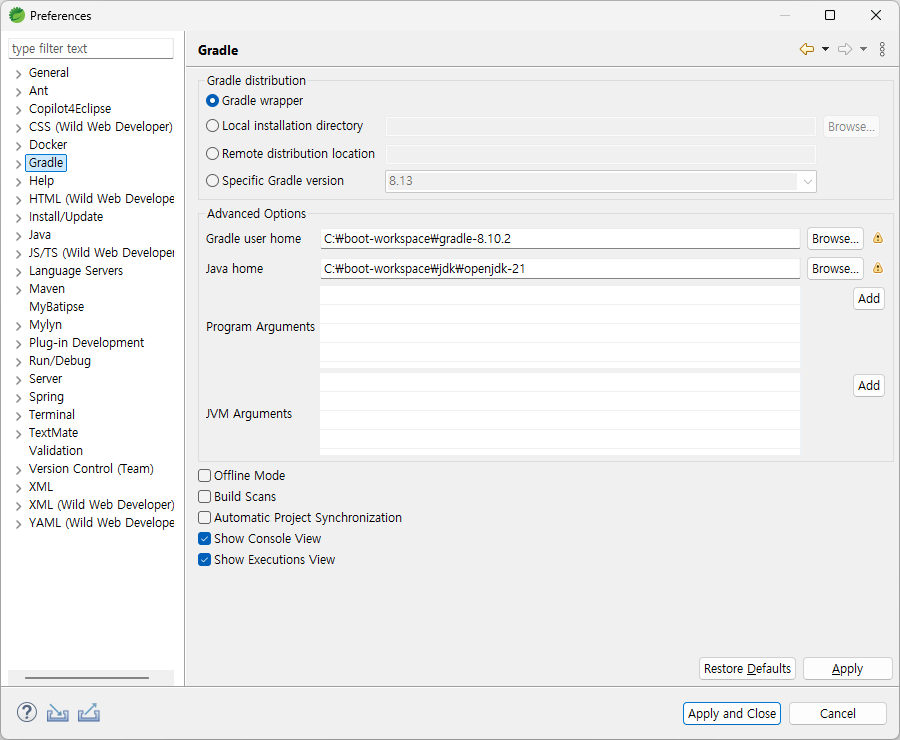 Preferences
type filter text
General
Ant
Copilot4Eclipse
CSS (Wild Web Developer)
Docker
Gradle
Help
HTML (Wild Web Develope
Install/Update
Java
JS/TS (Wild Web Developer
Language Servers
Maven
MyBatipse
Mylyn
Plug-in Development
Run/Debug
Server
Spring
Terminal
TextMate
Validation
Version Control (Team)
XML
XML (Wild Web Developer)
YAML (Wild Web Develope
Gradle
Gradle distribution
Gradle wrapper
Local installation directory Browse...
Remote distribution location
Specific Gradle version 8.13
Advanced Options
Gradle user home C:₩boot-workspace₩gradle-8.10.2 Browse...
Java home C:₩boot-workspace₩jdk₩openjdk-21 Browse...
Add
Program Arguments
Add
JVM Arguments
Offline Mode
Build Scans
Automatic Project Synchronization
Show Console View
Show Executions View
Restore Defaults Apply
? Apply and Close Cancel